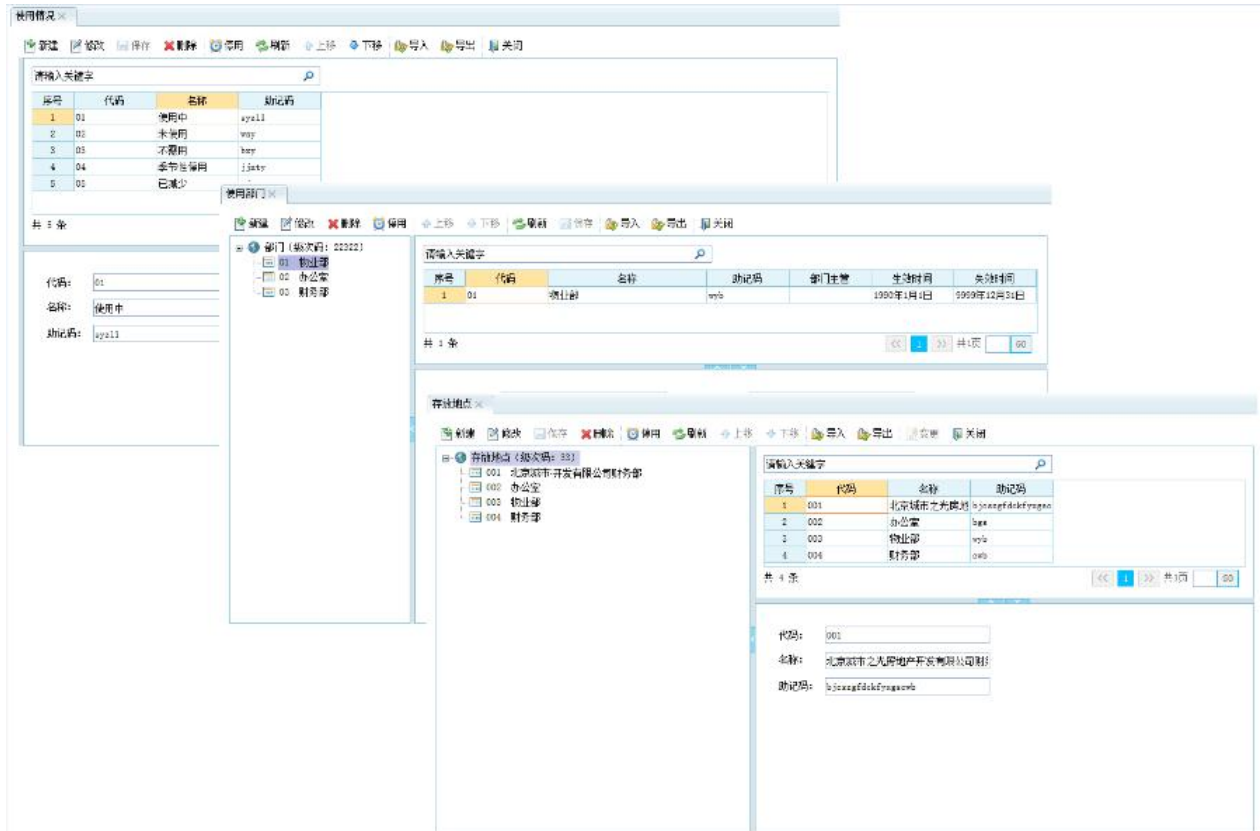 使用情况
新建 修改 保存 删除 停用 刷新 上移 下移 导入 导出 关闭
请输入关键字
序号 代码 名称 助记码
1 01 使用中 syzll
2 02 未使用 wsy
3 03 不需用 bxy
4 04 季节性停用 jjxty
5 05 已减少
共 5 条
代码: 01
名称: 使用中
助记码: syzll
使用部门
新建 修改 删除 停用 上移 下移 刷新 保存 导入 导出 关闭
部门 (级次码: 22322)
01 物业部
02 办公室
03 财务部
请输入关键字
序号 代码 名称 助记码 部门主管 生效时间 失效时间
1 01 物业部 wyb 1990年1月1日 9999年12月31日
共 1 条
<< 1 >> 共1页 GO
存放地点
新建 修改 保存 删除 停用 刷新 上移 下移 导入 导出 变更 关闭
存放地点 (级次码: 33)
001 北京城市开发有限公司财务部
002 办公室
003 物业部
004 财务部
请输入关键字
序号 代码 名称 助记码
1 001 北京城市之光房地
2 002 办公室 bgs
3 003 物业部 wyb
4 004 财务部 cwb
共 4 条
<< 1 >> 共1页 GO
代码: 001
名称: 北京城市之光房地产开发有限公司财
助记码: